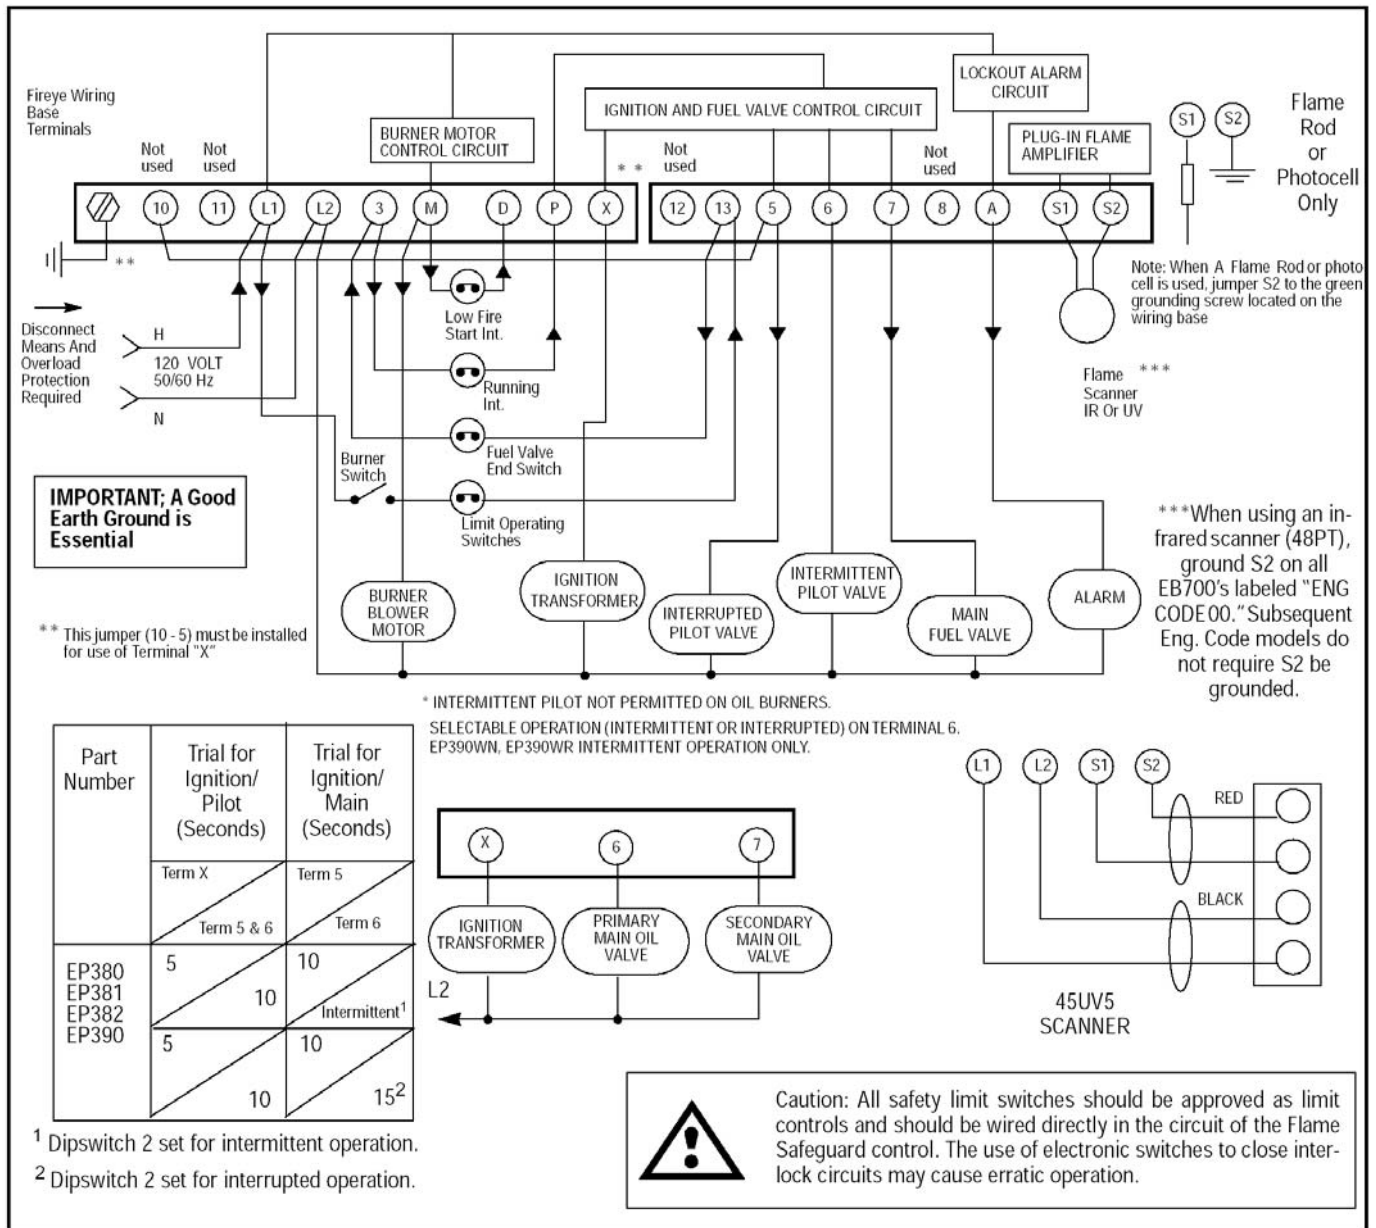 Fireye Wiring
Base
Terminals
Not
used
Not
used
BURNER MOTOR
CONTROL CIRCUIT
IGNITION AND FUEL VALVE CONTROL CIRCUIT
LOCKOUT ALARM
CIRCUIT
PLUG-IN FLAME
AMPLIFIER
* *
Not
used
Not
used
S1
S2
Flame
Rod
or
Photocell
Only
10
11
L1
L2
3
M
D
P
X
12
13
5
6
7
8
A
S1
S2
* *
Note: When A Flame Rod or photo
cell is used, jumper S2 to the green
grounding screw located on the
wiring base
Disconnect
Means And
Overload
Protection
Required
H
120 VOLT
50/60 Hz
N
Low Fire
Start Int.
Running
Int.
Fuel Valve
End Switch
Burner
Switch
Limit Operating
Switches
Flame * * *
Scanner
IR Or UV
IMPORTANT; A Good
Earth Ground is
Essential
BURNER
BLOWER
MOTOR
IGNITION
TRANSFORMER
INTERRUPTED
PILOT VALVE
INTERMITTENT
PILOT VALVE
MAIN
FUEL VALVE
ALARM
* * *When using an in-
frared scanner (48PT),
ground S2 on all
EB700's labeled "ENG
CODE00." Subsequent
Eng. Code models do
not require S2 be
grounded.
* * This jumper (10 - 5) must be installed
for use of Terminal "X"
* INTERMITTENT PILOT NOT PERMITTED ON OIL BURNERS.
SELECTABLE OPERATION (INTERMITTENT OR INTERRUPTED) ON TERMINAL 6.
EP390WN, EP390WR INTERMITTENT OPERATION ONLY.
Part
Number
Trial for
Ignition/
Pilot
(Seconds)
Trial for
Ignition/
Main
(Seconds)
Term X
Term 5 & 6
Term 5
Term 6
EP380
EP381
EP382
EP390
5
10
10
Intermittent1
5
10
10
152
X
6
7
IGNITION
TRANSFORMER
PRIMARY
MAIN OIL
VALVE
SECONDARY
MAIN OIL
VALVE
L2
L1
L2
S1
S2
RED
BLACK
45UV5
SCANNER
1 Dipswitch 2 set for intermittent operation.
2 Dipswitch 2 set for interrupted operation.
Caution: All safety limit switches should be approved as limit
controls and should be wired directly in the circuit of the Flame
Safeguard control. The use of electronic switches to close inter-
lock circuits may cause erratic operation.